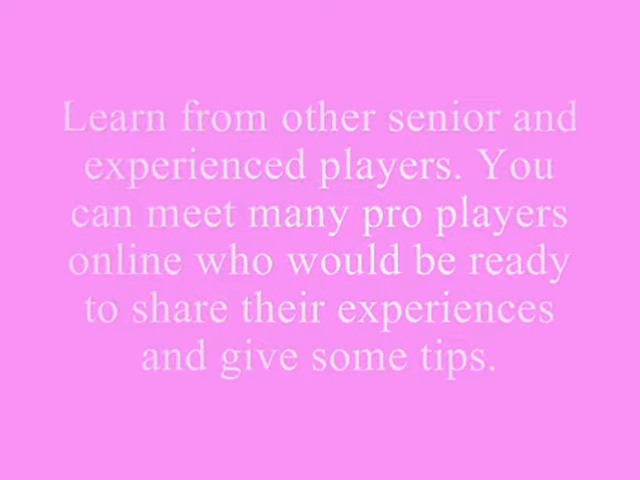 Learn from other senior and
experienced players. You
can meet many pro players
online who would be ready
to share their experiences
and give some tips.